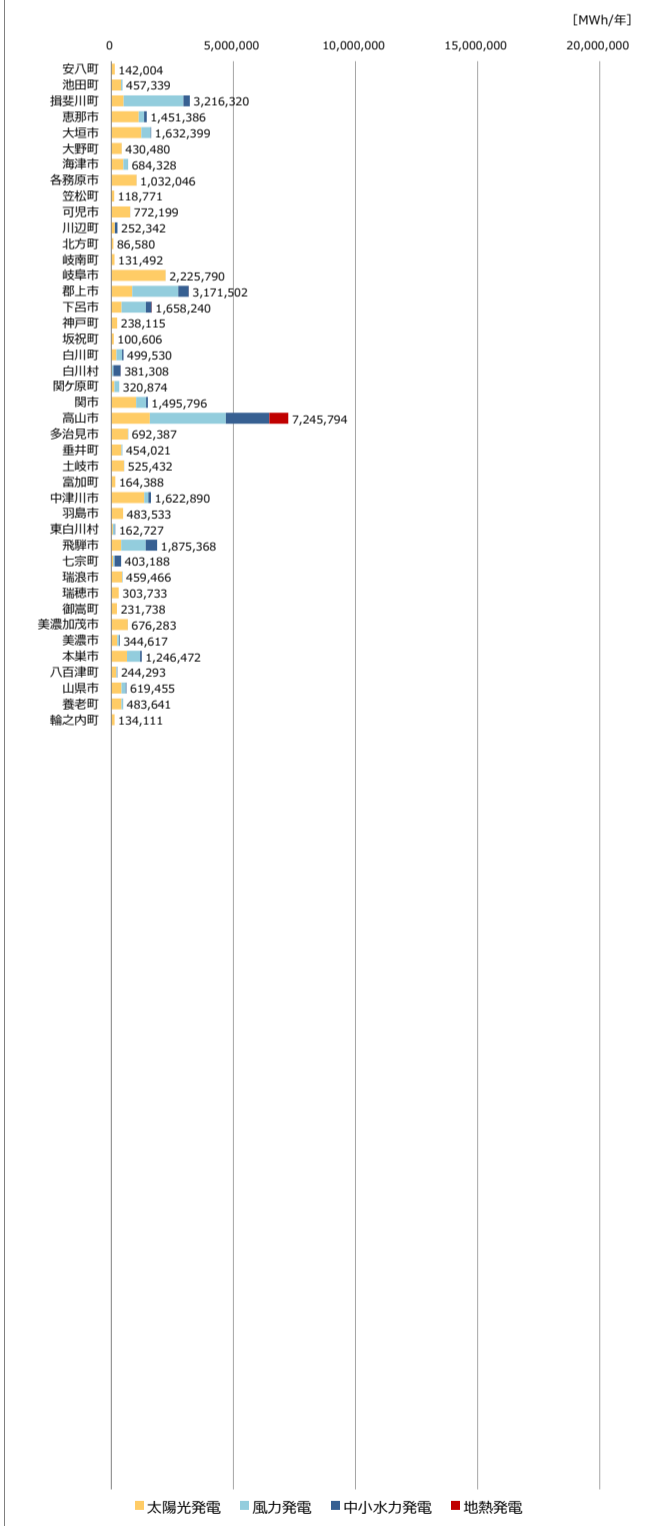 [MWh/年]
0 5,000,000 10,000,000 15,000,000 20,000,000
安八町 142,004
池田町 457,339
揖斐川町 3,216,320
恵那市 1,451,386
大垣市 1,632,399
大野町 430,480
海津市 684,328
各務原市 1,032,046
笠松町 118,771
可児市 772,199
川辺町 252,342
北方町 86,580
岐南町 131,492
岐阜市 2,225,790
郡上市 3,171,502
下呂市 1,658,240
神戸町 238,115
坂祝町 100,606
白川町 499,530
白川村 381,308
関ケ原町 320,874
関市 1,495,796
高山市 7,245,794
多治見市 692,387
垂井町 454,021
土岐市 525,432
富加町 164,388
中津川市 1,622,890
羽島市 483,533
東白川村 162,727
飛騨市 1,875,368
七宗町 403,188
瑞浪市 459,466
瑞穂市 303,733
御嵩町 231,738
美濃加茂市 676,283
美濃市 344,617
本巣市 1,246,472
八百津町 244,293
山県市 619,455
養老町 483,641
輪之内町 134,111
太陽光発電 風力発電 中小水力発電 地熱発電